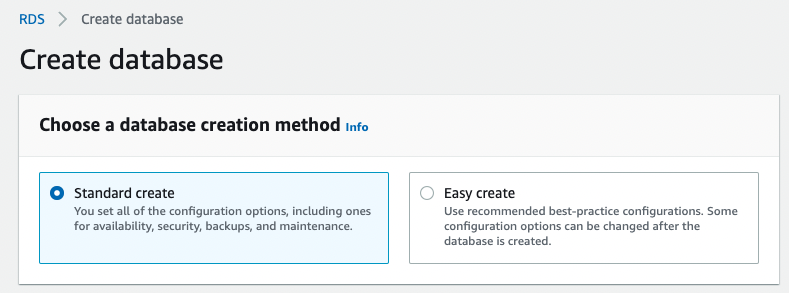 RDS > Create database
Create database
Choose a database creation method Info
Standard create
You set all of the configuration options, including ones
for availability, security, backups, and maintenance.
Easy create
Use recommended best-practice configurations. Some
configuration options can be changed after the
database is created.